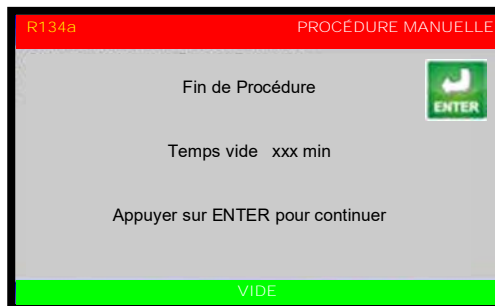 R134a PROCÉDURE MANUELLE
Fin de Procédure
ENTER
Temps vide xxx min
Appuyer sur ENTER pour continuer
VIDE